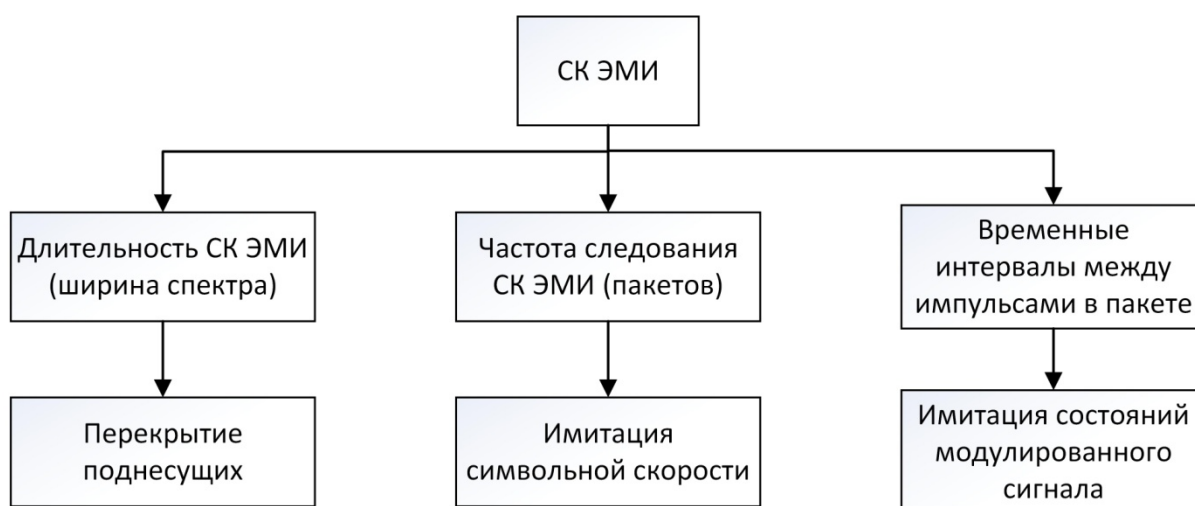 СК ЭМИ
Длительность СК ЭМИ
(ширина спектра)
Частота следования
СК ЭМИ (пакетов)
Временные
интервалы между
импульсами в пакете
Перекрытие
поднесущих
Имитация
символьной скорости
Имитация состояний
модулированного
сигнала